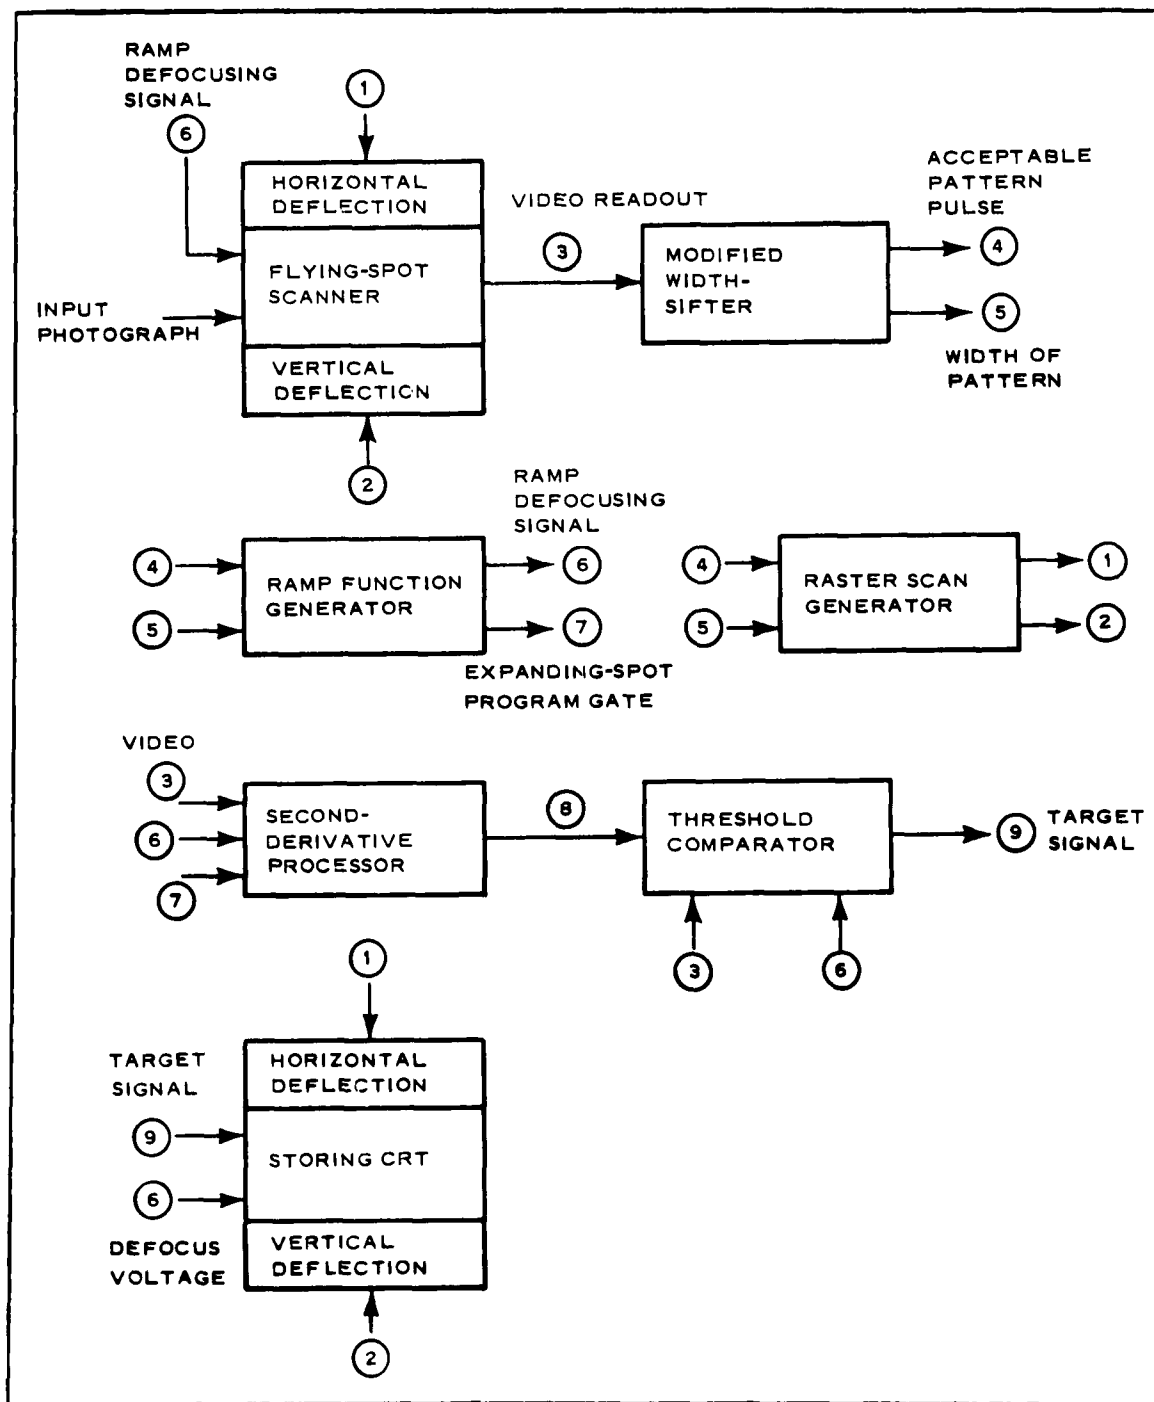 RAMP
DEFOCUSING
SIGNAL
6
1
HORIZONTAL
DEFLECTION
FLYING-SPOT
SCANNER
VERTICAL
DEFLECTION
INPUT
PHOTOGRAPH
2
VIDEO READOUT
3
MODIFIED
WIDTH-
SIFTER
ACCEPTABLE
PATTERN
PULSE
4
5
WIDTH OF
PATTERN
4
5
RAMP FUNCTION
GENERATOR
RAMP
DEFOCUSING
SIGNAL
6
7
EXPANDING-SPOT
PROGRAM GATE
4
5
RASTER SCAN
GENERATOR
1
2
VIDEO
3
6
7
SECOND-
DERIVATIVE
PROCESSOR
8
THRESHOLD
COMPARATOR
3
6
9
TARGET
SIGNAL
1
HORIZONTAL
DEFLECTION
STORING CRT
VERTICAL
DEFLECTION
TARGET
SIGNAL
9
6
DEFOCUS
VOLTAGE
2